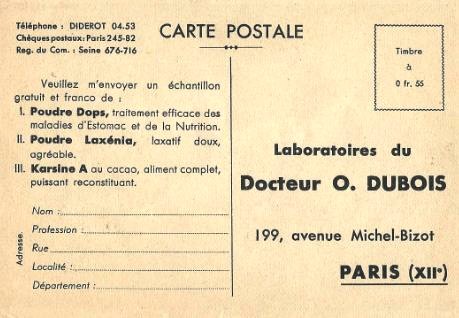 Téléphone : DIDEROT 04.53
Chèques postaux : Paris 245-82
Reg. du Com. : Seine 676-716
CARTE POSTALE
Timbre
à
0 fr. 55
Veuillez m'envoyer un échantillon
gratuit et franco de :
I. Poudre Dops, traitement efficace des
maladies d'Estomac et de la Nutrition.
II. Poudre Laxénia, laxatif doux,
agréable.
III. Karsine A au cacao, aliment complet,
puissant reconstituant.
Adresse.
Nom :
Profession :
Rue
Localité :
Département :
Laboratoires du
Docteur O. DUBOIS
199, avenue Michel-Bizot
PARIS (XIIe)